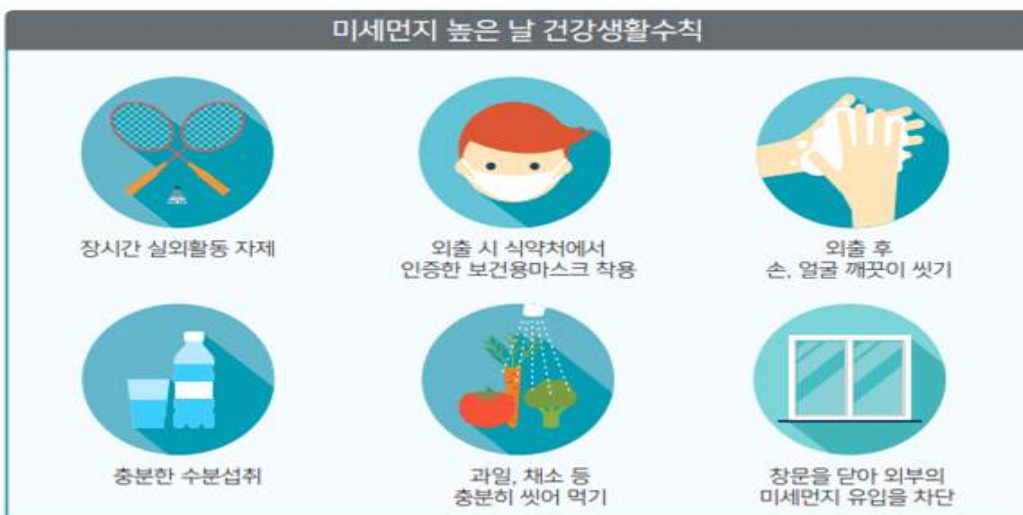 미세먼지 높은 날 건강생활수칙
장시간 실외활동 자제
외출 시 식약처에서
인증한 보건용마스크 착용
외출 후
손, 얼굴 깨끗이 씻기
충분한 수분섭취
과일, 채소 등
충분히 씻어 먹기
창문을 닫아 외부의
미세먼지 유입을 차단